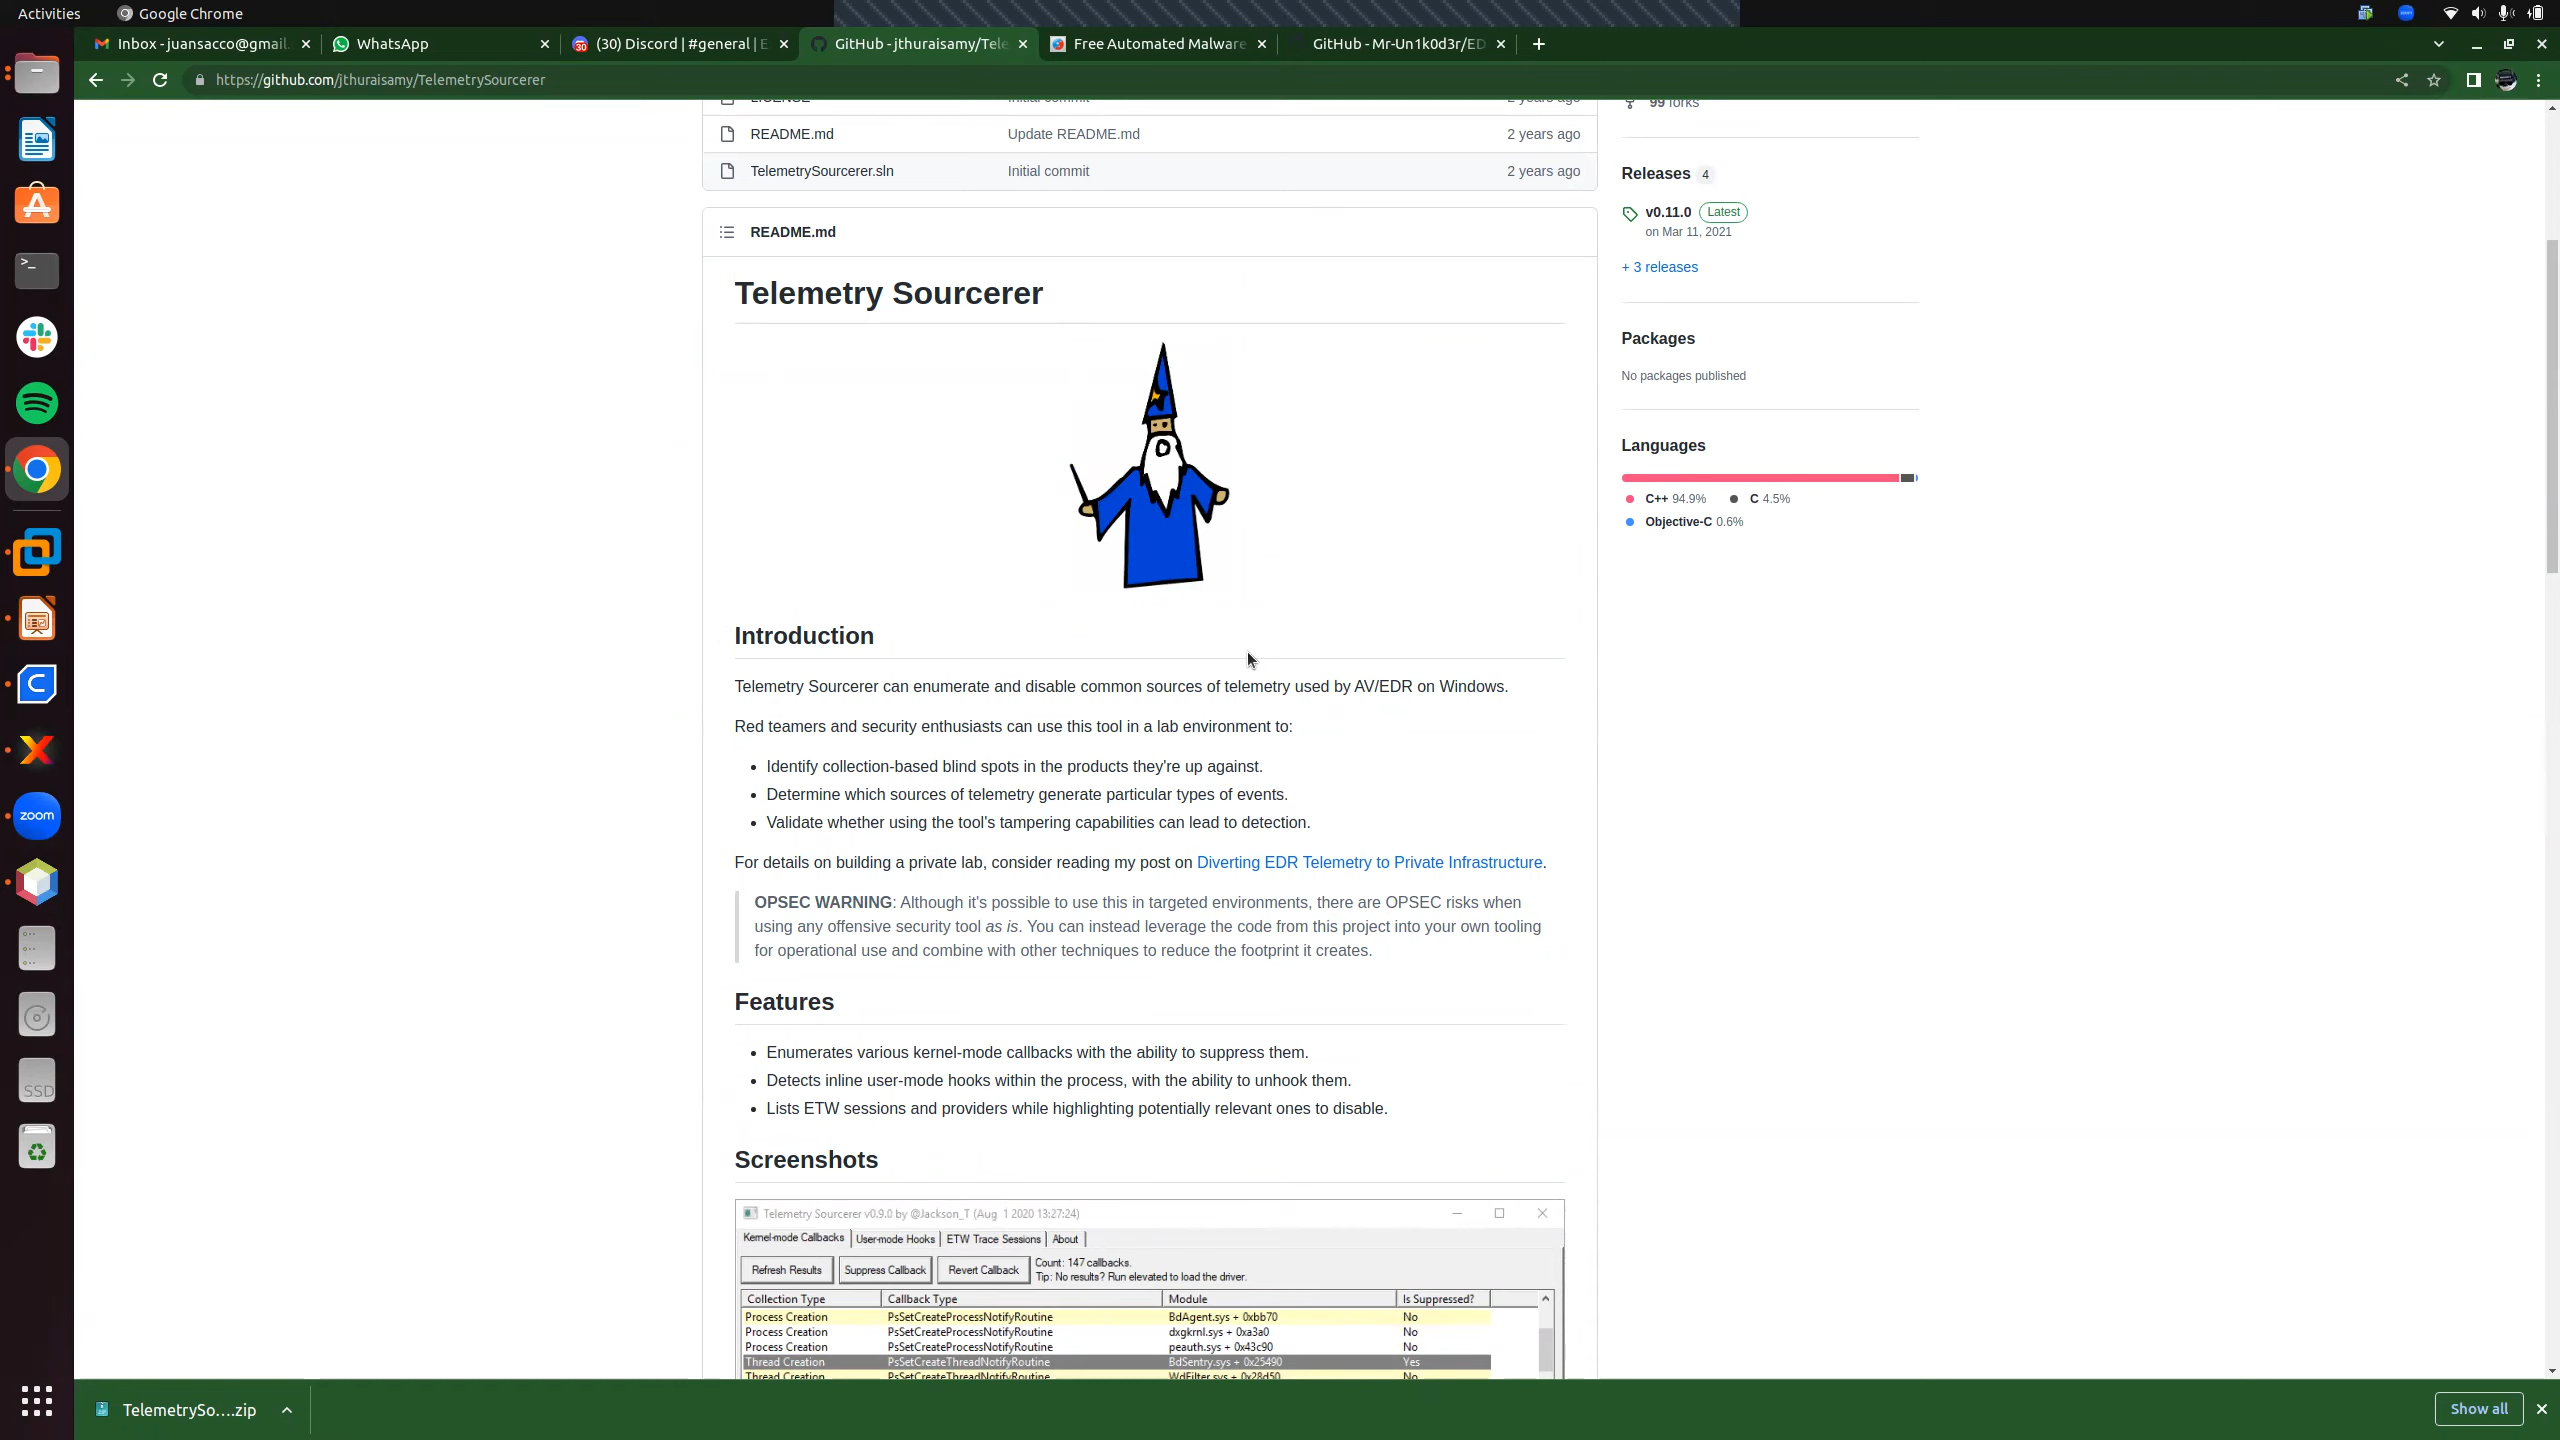 Activities
Google Chrome
Inbox - juansacco@gmail.
WhatsApp
(30) Discord | #general | E
GitHub - jthuraisamy/Tele
Free Automated Malware
GitHub - Mr-Un1k0d3r/ED
https://github.com/jthuraisamy/TelemetrySourcerer
LICENSE Initial commit 2 years ago
99 forks
README.md Update README.md 2 years ago
TelemetrySourcerer.sln Initial commit 2 years ago
Releases 4
v0.11.0 Latest
on Mar 11, 2021
+ 3 releases
README.md
Telemetry Sourcerer
Packages
No packages published
Languages
C++ 94.9% C 4.5%
Objective-C 0.6%
Introduction
Telemetry Sourcerer can enumerate and disable common sources of telemetry used by AV/EDR on Windows.
Red teamers and security enthusiasts can use this tool in a lab environment to:
Identify collection-based blind spots in the products they're up against.
Determine which sources of telemetry generate particular types of events.
Validate whether using the tool's tampering capabilities can lead to detection.
For details on building a private lab, consider reading my post on Diverting EDR Telemetry to Private Infrastructure.
OPSEC WARNING: Although it's possible to use this in targeted environments, there are OPSEC risks when
using any offensive security tool as is. You can instead leverage the code from this project into your own tooling
for operational use and combine with other techniques to reduce the footprint it creates.
Features
Enumerates various kernel-mode callbacks with the ability to suppress them.
Detects inline user-mode hooks within the process, with the ability to unhook them.
Lists ETW sessions and providers while highlighting potentially relevant ones to disable.
Screenshots
Telemetry Sourcerer v0.9.0 by @Jackson_T (Aug 1 2020 13:27:24)
Kernel-mode Callbacks User-mode Hooks ETW Trace Sessions About
Refresh Results Suppress Callback Revert Callback
Count: 147 callbacks.
Tip: No results? Run elevated to load the driver.
Collection Type Callback Type Module Is Suppressed?
Process Creation PsSetCreateProcessNotifyRoutine BdAgent.sys + 0xbb70 No
Process Creation PsSetCreateProcessNotifyRoutine dxgkrnl.sys + 0xa3a0 No
Process Creation PsSetCreateProcessNotifyRoutine peauth.sys + 0x43c90 No
Thread Creation PsSetCreateThreadNotifyRoutine BdSentry.sys + 0x25490 Yes
Thread Creation PsSetCreateThreadNotifyRoutine WdFilter.sys + 0x28d50 No
zoom
SSD
TelemetrySo....zip
Show all